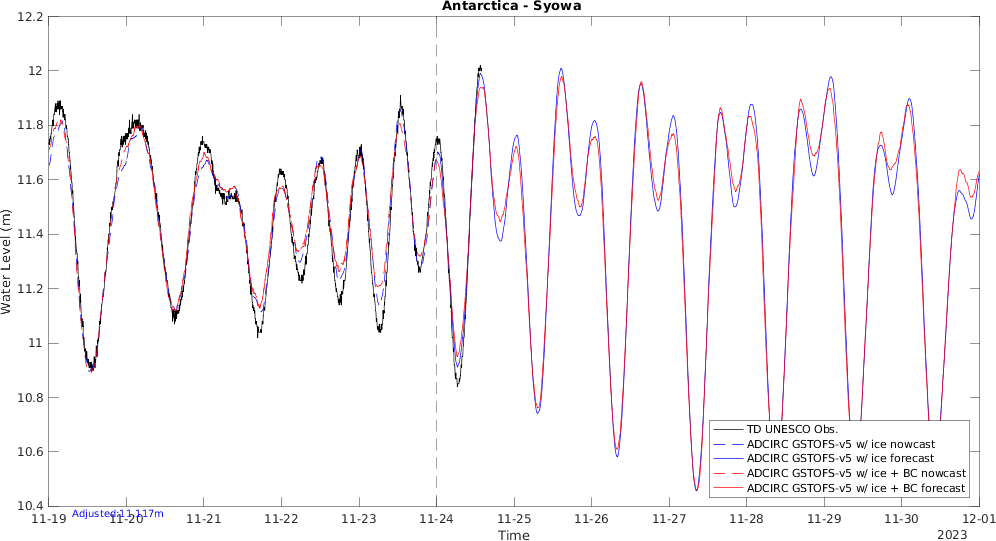 Antarctica - Syowa
12.2
12
11.8
11.6
11.4
11.2
11
10.8
10.6
10.4
Water Level (m)
TD UNESCO Obs.
ADCIRC GSTOFS-v5 w/ ice nowcast
ADCIRC GSTOFS-v5 w/ ice forecast
ADCIRC GSTOFS-v5 w/ ice + BC nowcast
ADCIRC GSTOFS-v5 w/ ice + BC forecast
11-19 11-20 11-21 11-22 11-23 11-24 11-25 11-26 11-27 11-28 11-29 11-30 12-01
Adjusted:11.117m
Time
2023